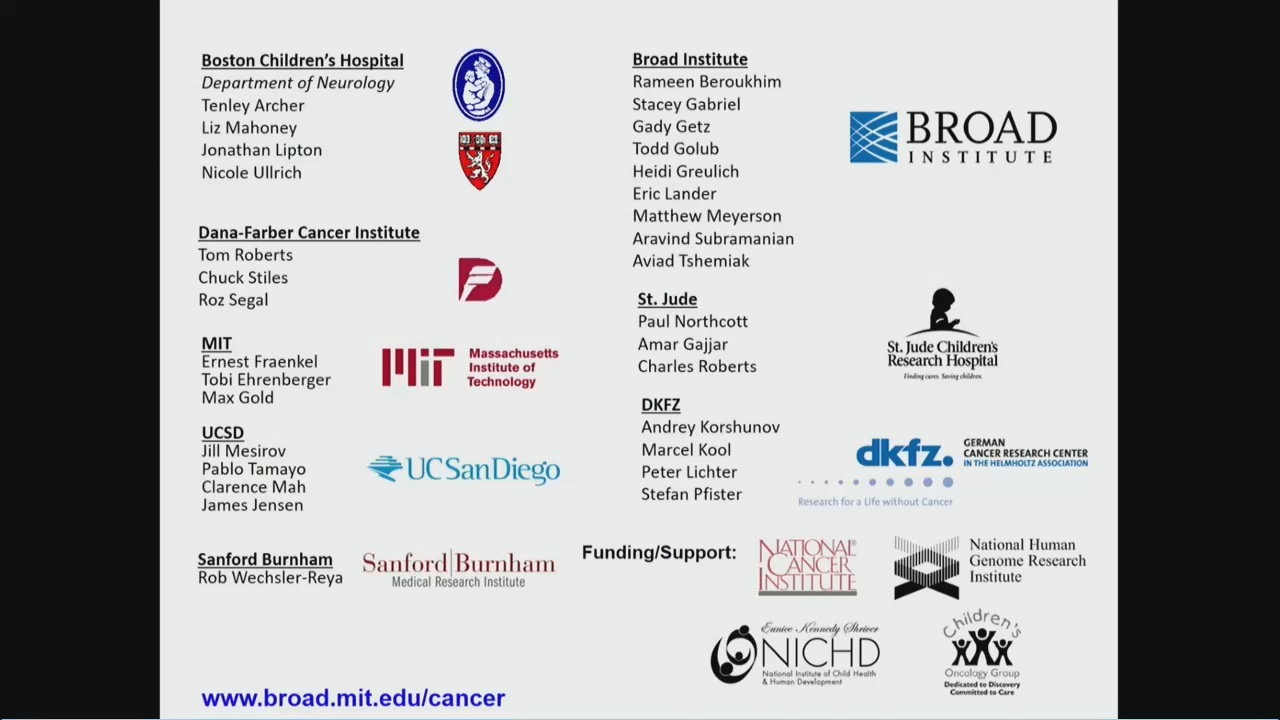 Boston Children's Hospital
Department of Neurology
Tenley Archer
Liz Mahoney
Jonathan Lipton
Nicole Ullrich
Dana-Farber Cancer Institute
Tom Roberts
Chuck Stiles
Roz Segal
MIT
Ernest Fraenkel
Tobi Ehrenberger
Max Gold
MIT
Massachusetts
Institute of
Technology
UCSD
Jill Mesirov
Pablo Tamayo
Clarence Mah
James Jensen
UC San Diego
Sanford Burnham
Rob Wechsler-Reya
Sanford Burnham
Medical Research Institute
www.broad.mit.edu/cancer
Broad Institute
Rameen Beroukhim
Stacey Gabriel
Gady Getz
Todd Golub
Heidi Greulich
Eric Lander
Matthew Meyerson
Aravind Subramanian
Aviad Tshemiak
BROAD
INSTITUTE
St. Jude
Paul Northcott
Amar Gajjar
Charles Roberts
St. Jude Children's
Research Hospital
Finding cures. Saving children.
DKFZ
Andrey Korshunov
Marcel Kool
Peter Lichter
Stefan Pfister
dkfz.
GERMAN
CANCER RESEARCH CENTER
IN THE HELMHOLTZ ASSOCIATION
Research for a Life without Cancer
Funding/Support:
NATIONAL
CANCER
INSTITUTE
National Human
Genome Research
Institute
Eunice Kennedy Shriver
NICHD
National Institute of Child Health
& Human Development
Children's
Oncology Group
Dedicated to Discovery
Committed to Care